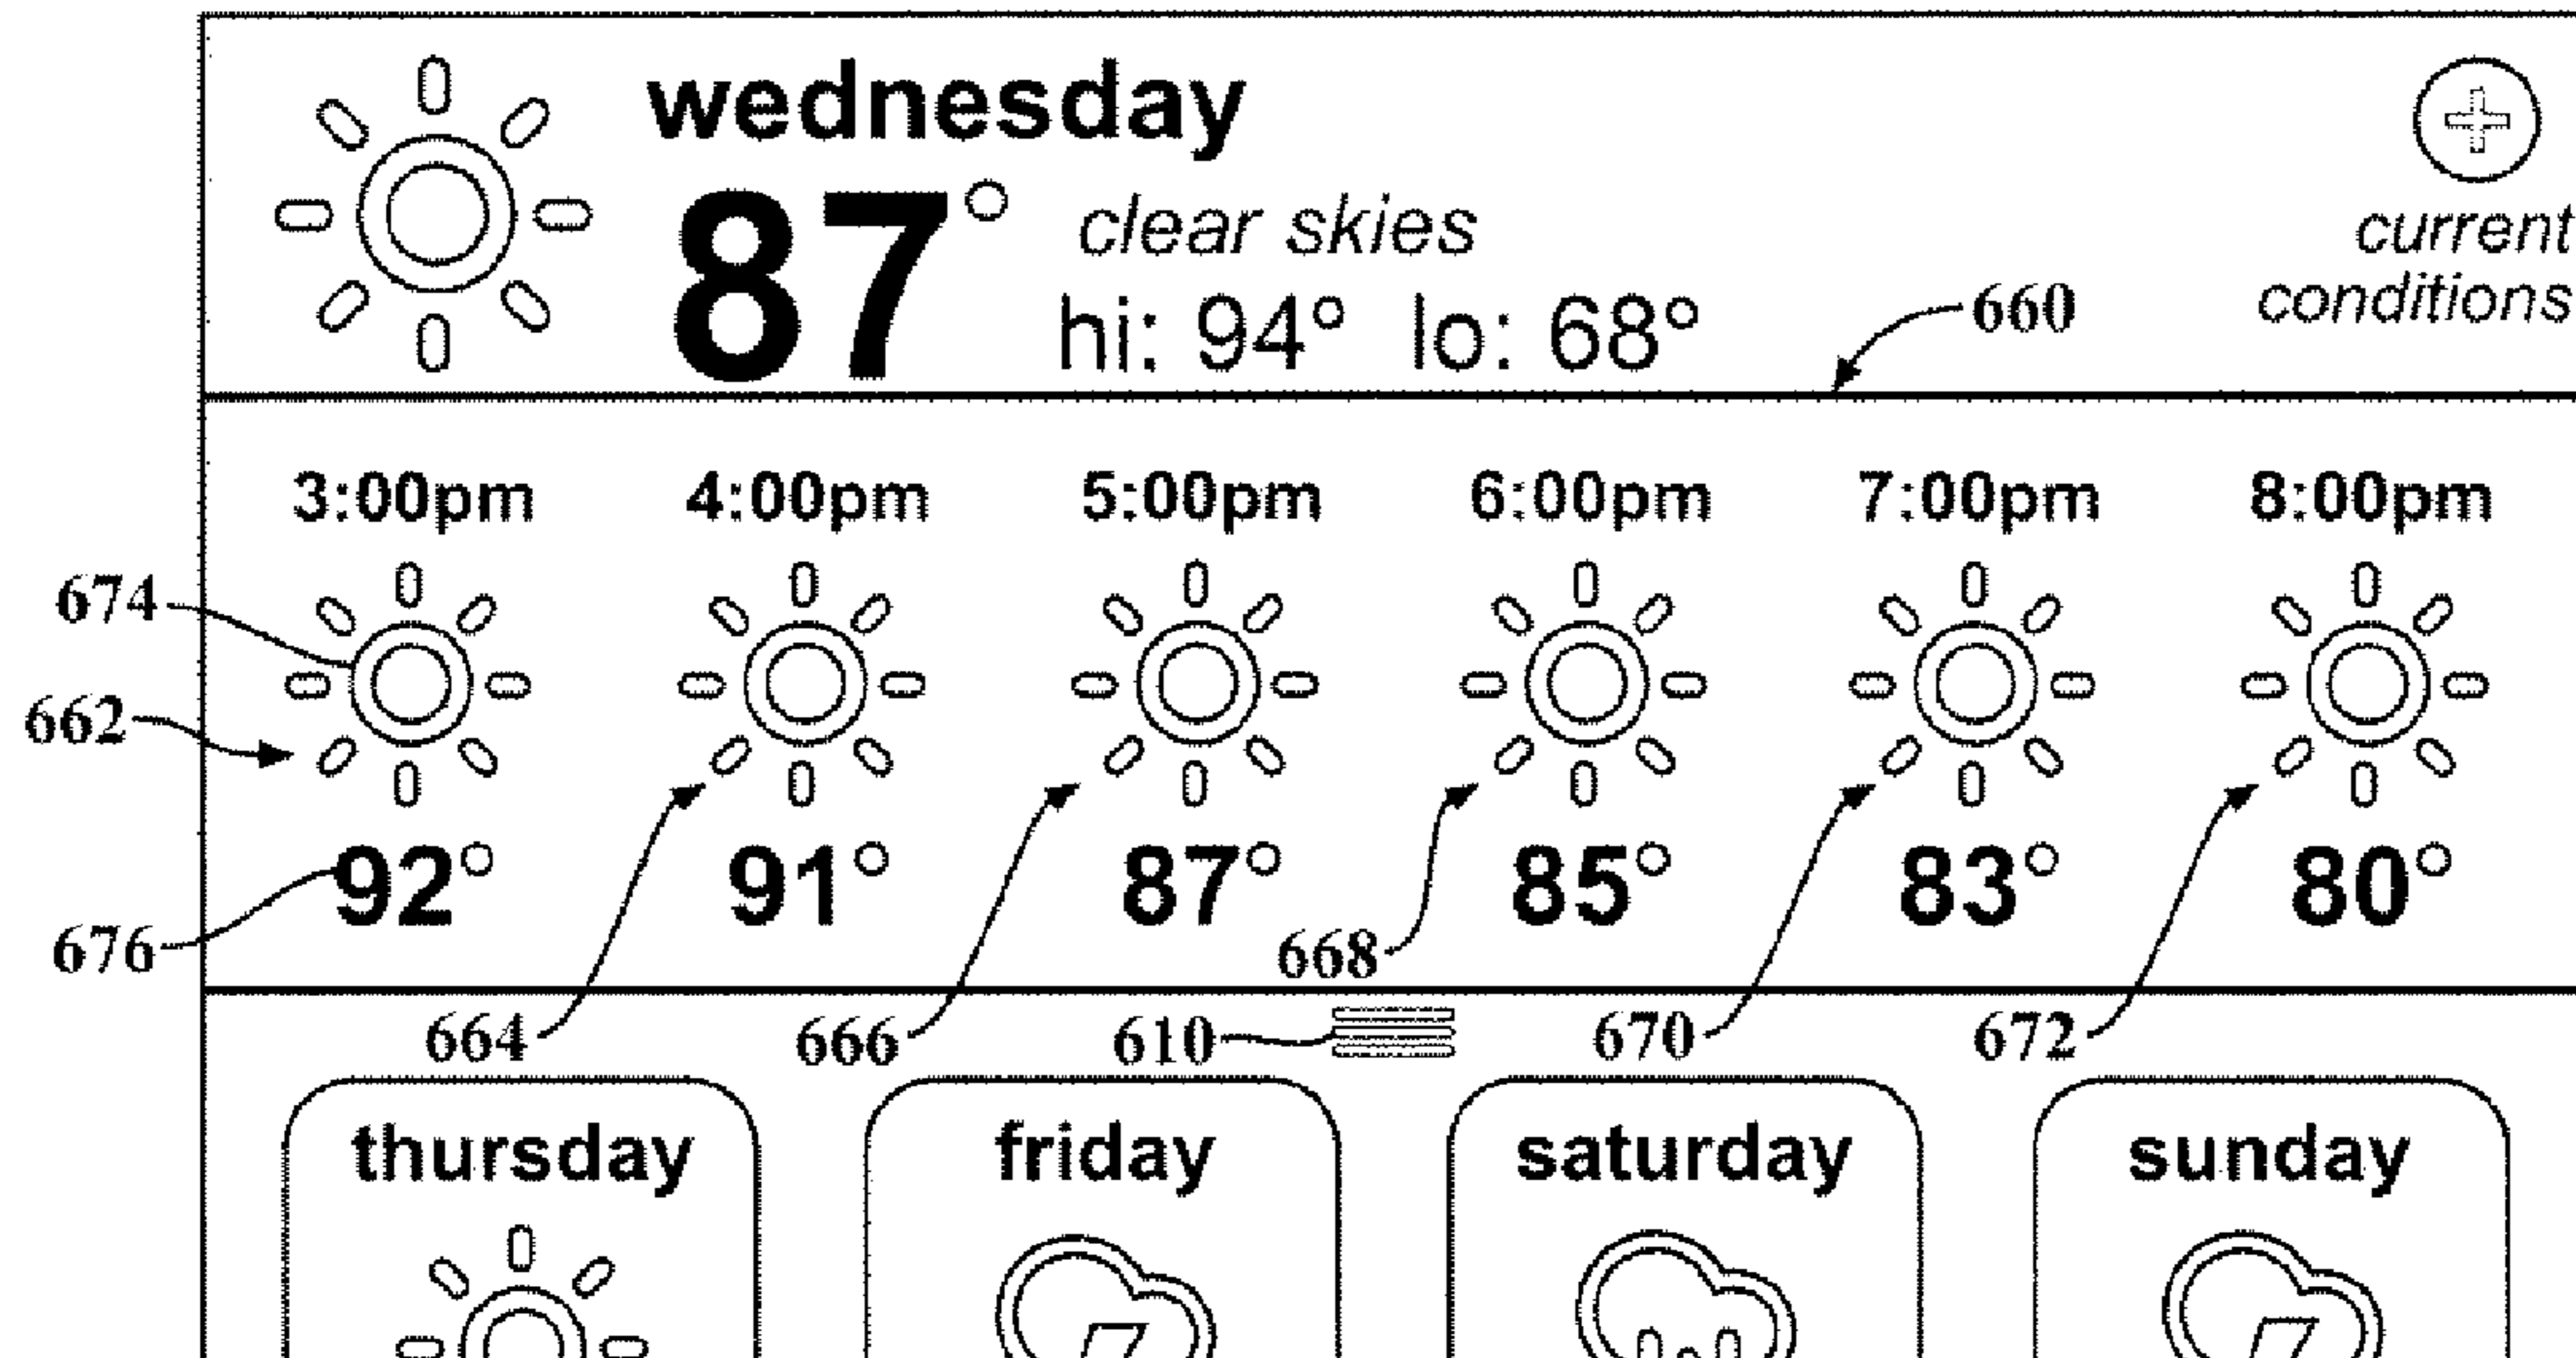 wednesday
87° clear skies
hi: 94° lo: 68°
current
conditions
660
3:00pm 4:00pm 5:00pm 6:00pm 7:00pm 8:00pm
674
662
92° 91° 87° 85° 83° 80°
676
668
664 666 610 670 672
thursday friday saturday sunday